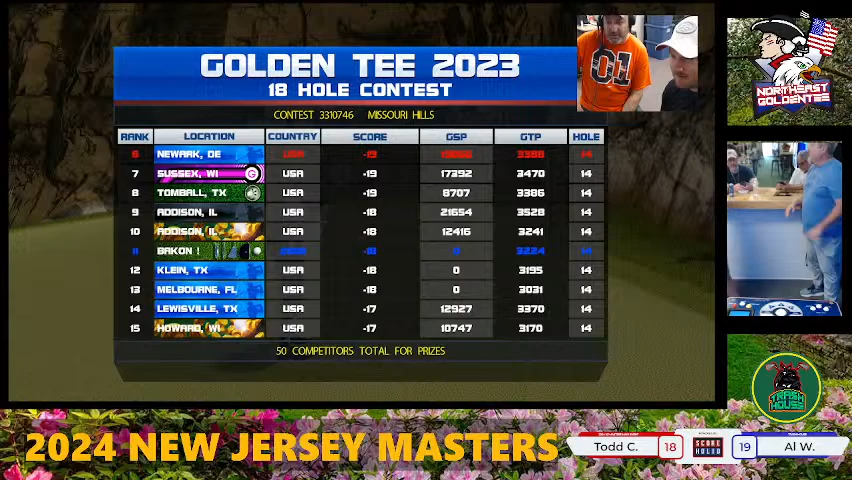 GOLDEN TEE 2023
18 HOLE CONTEST
CONTEST 3310746 MISSOURI HILLS
RANK LOCATION COUNTRY SCORE GSP GTP HOLE
6 NEWARK, DE USA -19 3388 14
7 SUSSEX, WI G USA -19 17392 3470 14
8 TOMBALL, TX USA -19 8707 3386 14
9 ADDISON, IL USA -18 21654 3528 14
10 ADDISON, IL USA -18 12416 3241 14
11 BAKON ! -18 0 3224 14
12 KLEIN, TX USA -18 0 3195 14
13 MELBOURNE, FL USA -18 0 3031 14
14 LEWISVILLE, TX USA -17 12927 3370 14
15 HOWARD, WI USA -17 10747 3170 14
50 COMPETITORS TOTAL FOR PRIZES
01
NORTHEAST
GOLDENTEE
TRASH
HOUSE
2024 NEW JERSEY MASTERS
Todd C. 18 SCORE HOLIO 19 Al W.